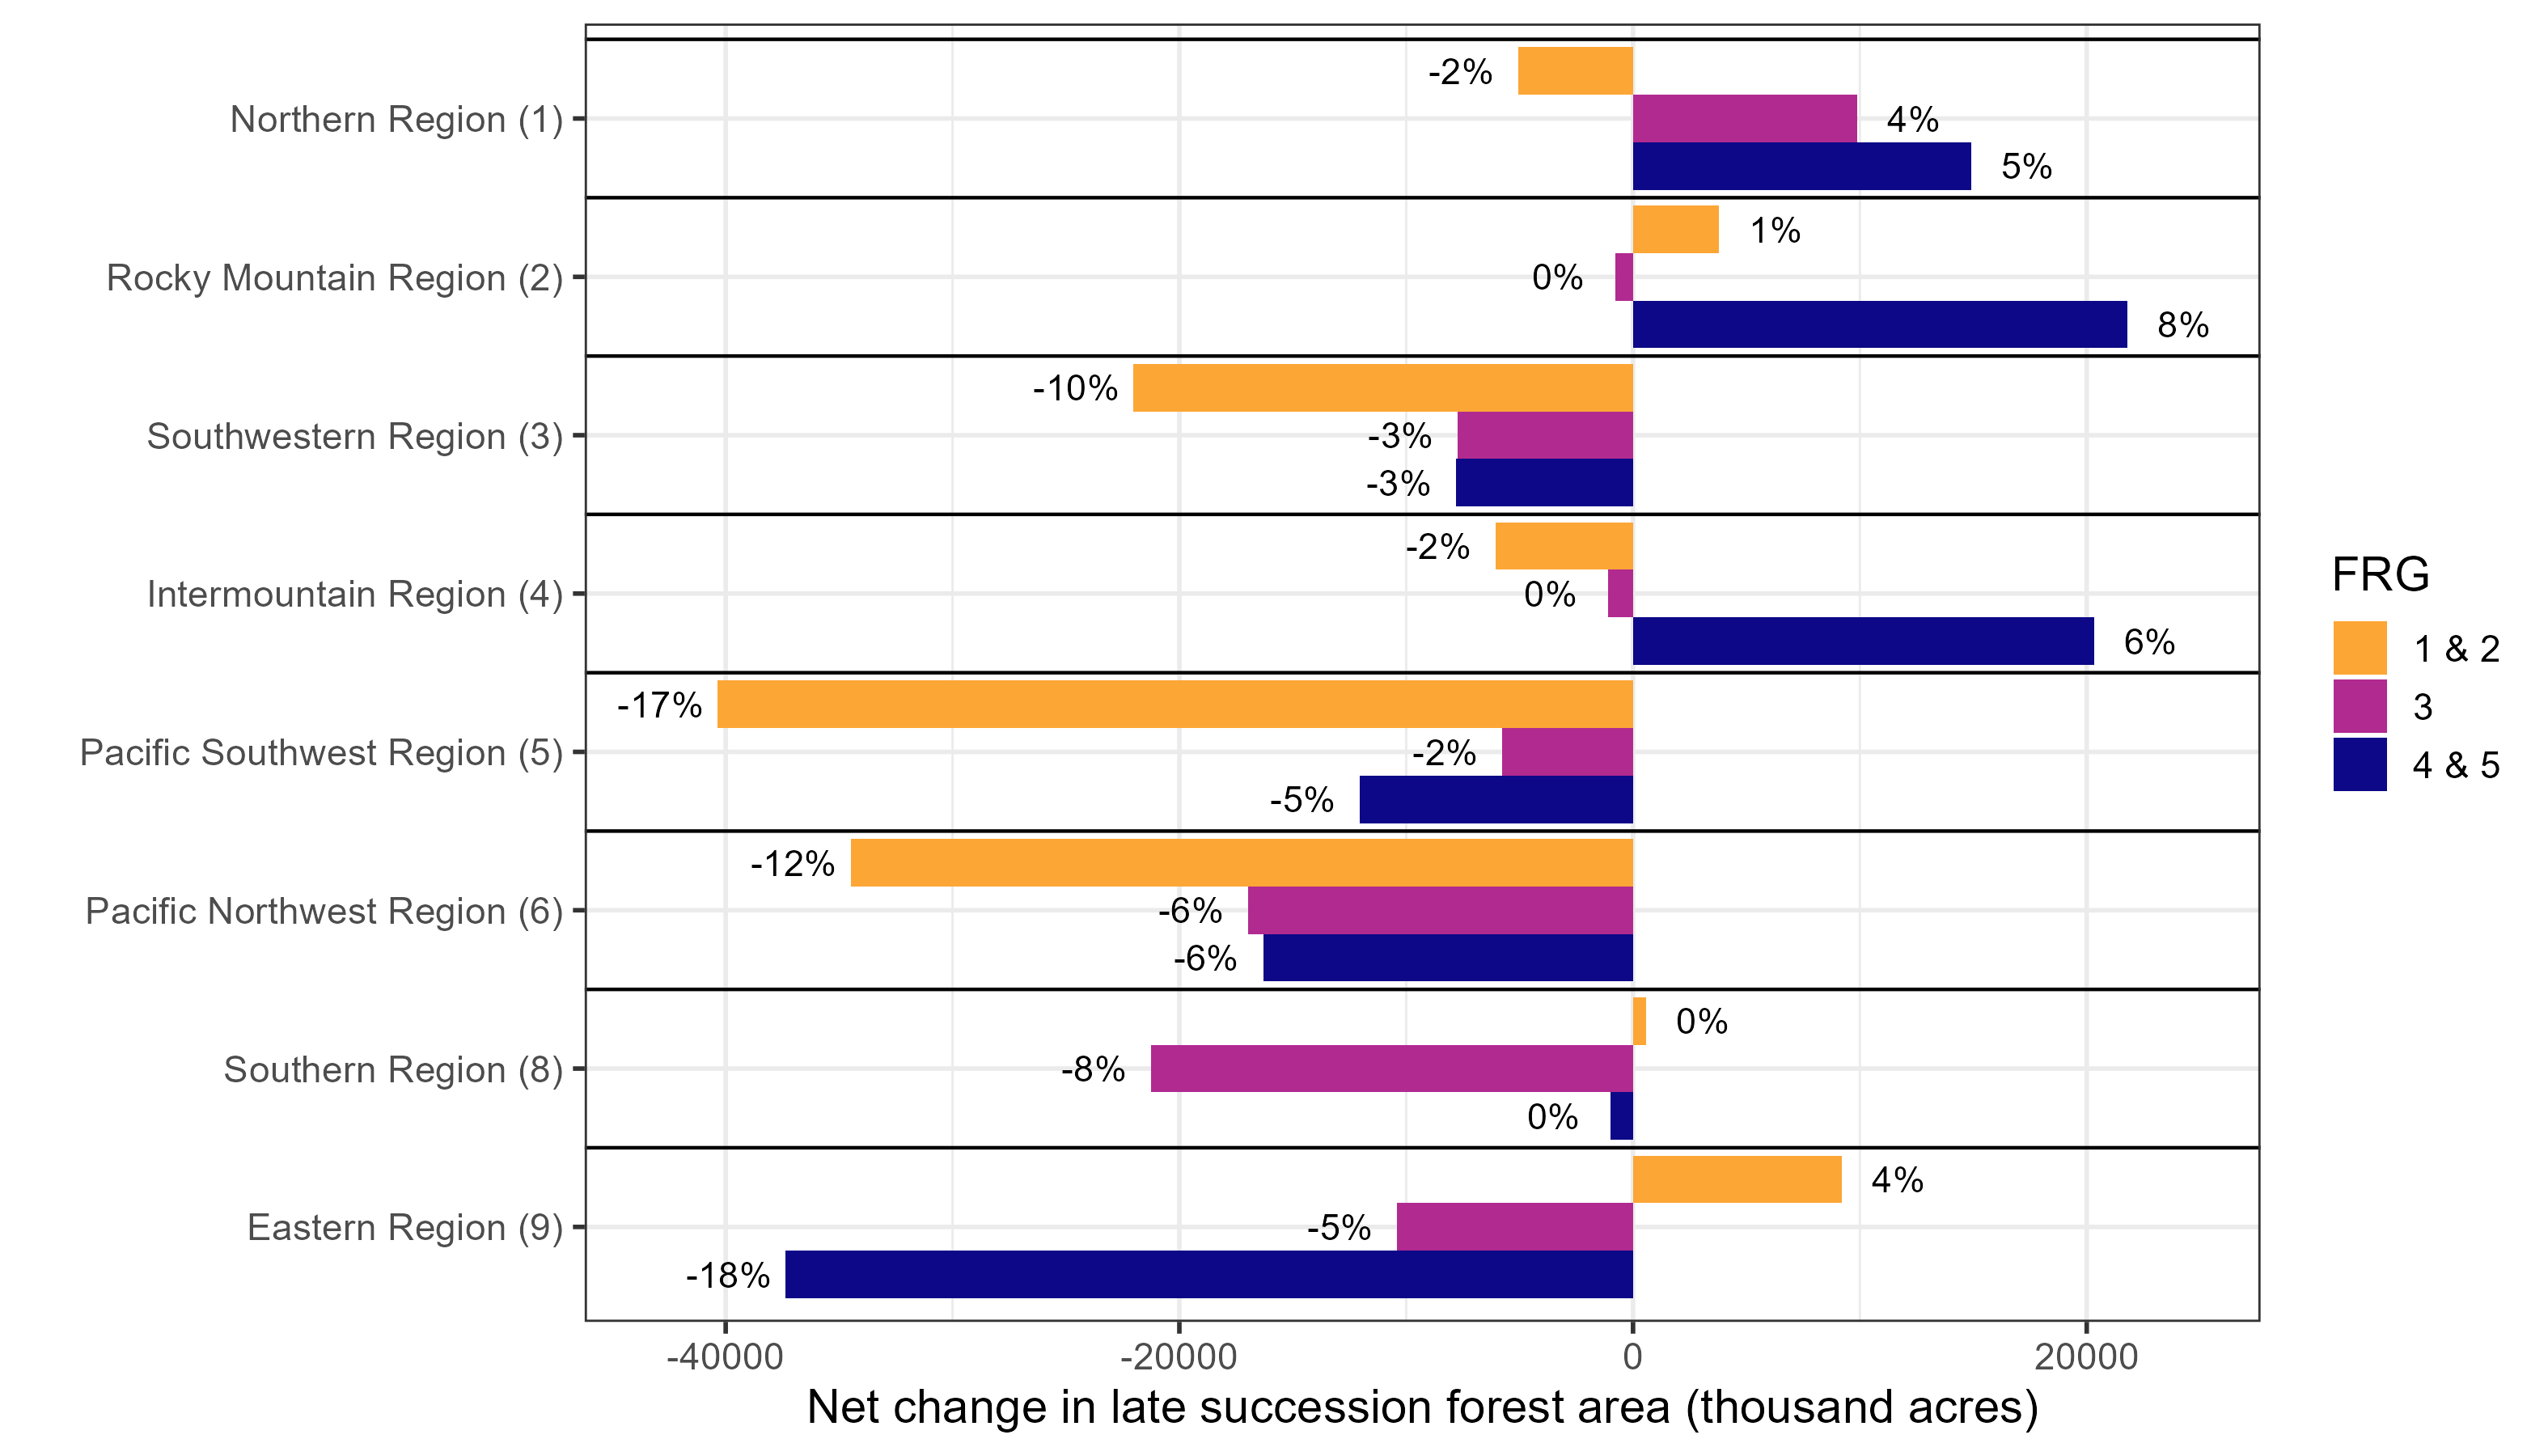 -2%
Northern Region (1)
4%
5%
1%
Rocky Mountain Region (2)
0%
8%
-10%
Southwestern Region (3)
-3%
-3%
-2%
Intermountain Region (4)
0%
6%
-17%
Pacific Southwest Region (5)
-2%
-5%
-12%
Pacific Northwest Region (6)
-6%
-6%
0%
Southern Region (8)
-8%
0%
4%
Eastern Region (9)
-5%
-18%
-40000
-20000
0
20000
Net change in late succession forest area (thousand acres)
FRG
1 & 2
3
4 & 5